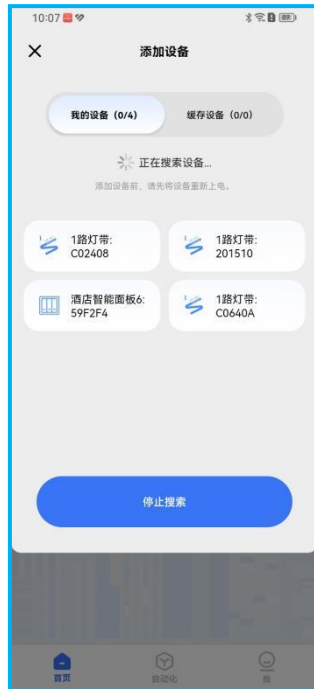 10:07
添加设备
我的设备（0/4）
缓存设备（0/0）
正在搜索设备...
添加设备前，请先将设备重新上电。
1路灯带:
C02408
1路灯带:
201510
酒店智能面板6:
59F2F4
1路灯带:
C0640A
停止搜索
首页
自动化
我